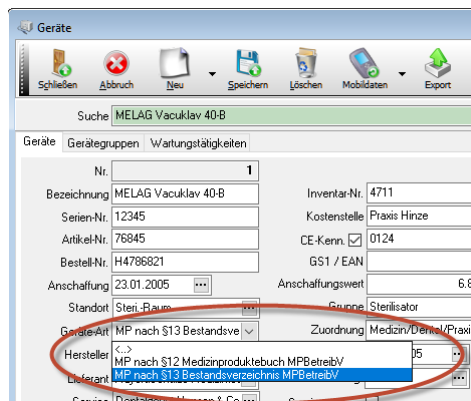 Geräte
Schließen Abbruch Neu Speichern Löschen Mobildaten Export
Suche MELAG Vacuklav 40-B
Geräte Gerätegruppen Wartungstätigkeiten
Nr. 1
Bezeichnung MELAG Vacuklav 40-B Inventar-Nr. 4711
Serien-Nr. 12345 Kostenstelle Praxis Hinze
Artikel-Nr. 76845 CE-Kenn. 0124
Bestell-Nr. H4786821 GS1 / EAN
Anschaffung 23.01.2005 ... Anschaffungswert 6.8
Standort Steri.-Raum ... Gruppe Sterilisator
Geräte-Art MP nach §13 Bestandsve Zuordnung Medizin/Dental/Praxi
Hersteller <..> 05 ...
MP nach §12 Medizinproduktebuch MPBetreibV
MP nach §13 Bestandsverzeichnis MPBetreibV
Lieferant
Service